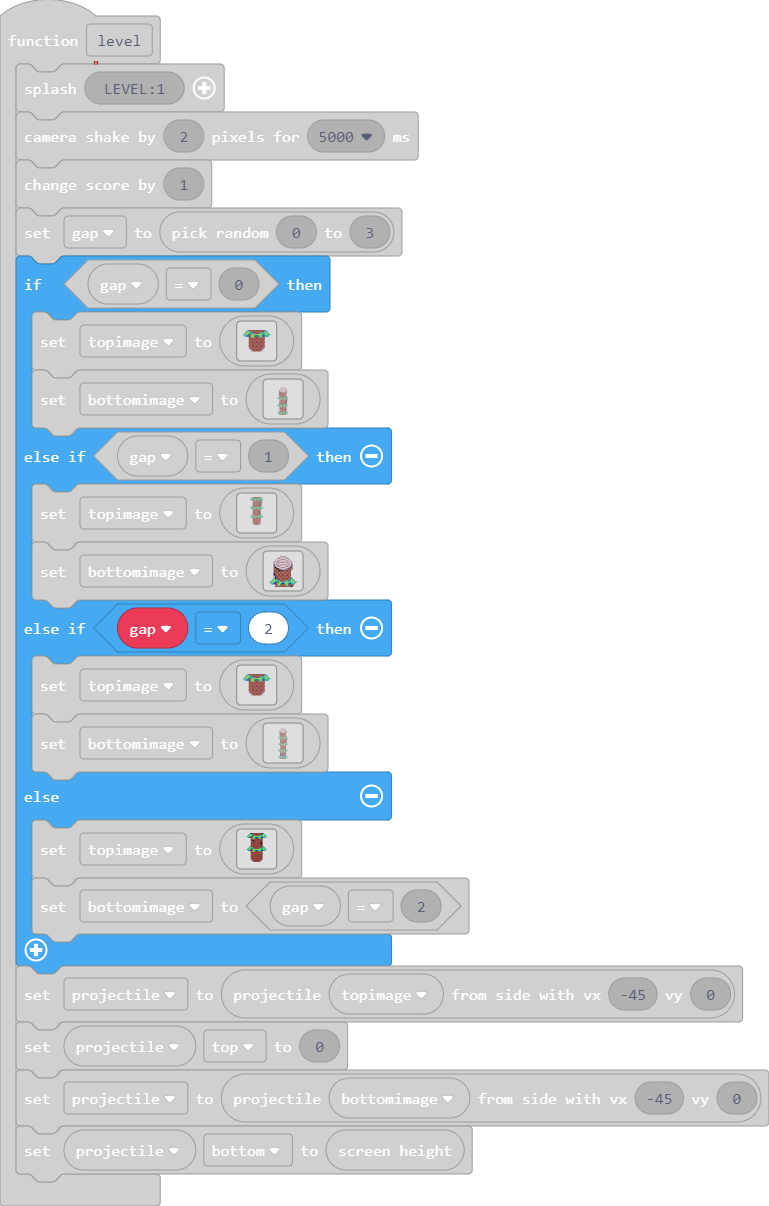 function level
splash LEVEL:1
camera shake by 2 pixels for 5000 ms
change score by 1
set gap to pick random 0 to 3
if gap = 0 then
set topimage to
set bottomimage to
else if gap = 1 then
set topimage to
set bottomimage to
else if gap = 2 then
set topimage to
set bottomimage to
else
set topimage to
set bottomimage to gap = 2
set projectile to projectile topimage from side with vx -45 vy 0
set projectile top to 0
set projectile to projectile bottomimage from side with vx -45 vy 0
set projectile bottom to screen height